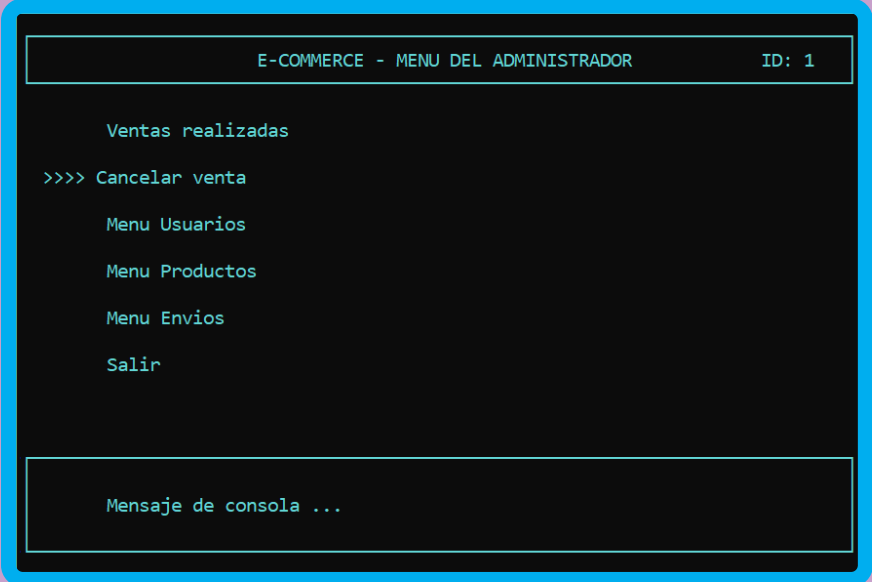 E-COMMERCE - MENU DEL ADMINISTRADOR ID: 1
Ventas realizadas
>>>> Cancelar venta
Menu Usuarios
Menu Productos
Menu Envios
Salir
Mensaje de consola ...